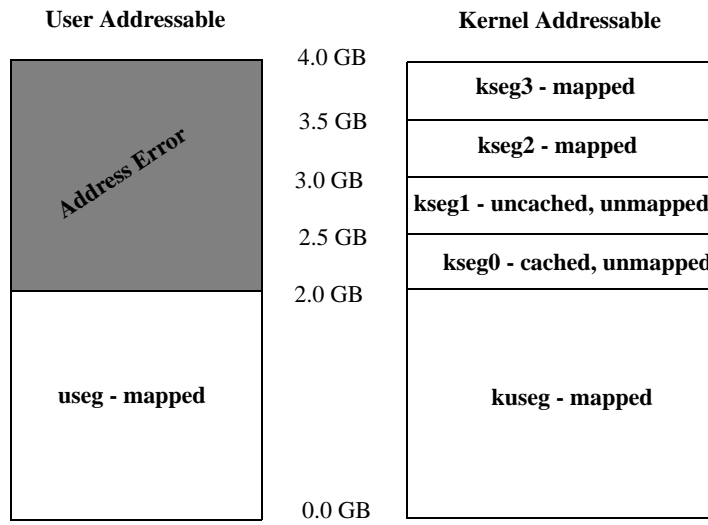 User Addressable
Kernel Addressable
4.0 GB
kseg3 - mapped
3.5 GB
kseg2 - mapped
Address Error
3.0 GB
kseg1 - uncached, unmapped
2.5 GB
kseg0 - cached, unmapped
2.0 GB
useg - mapped
kuseg - mapped
0.0 GB